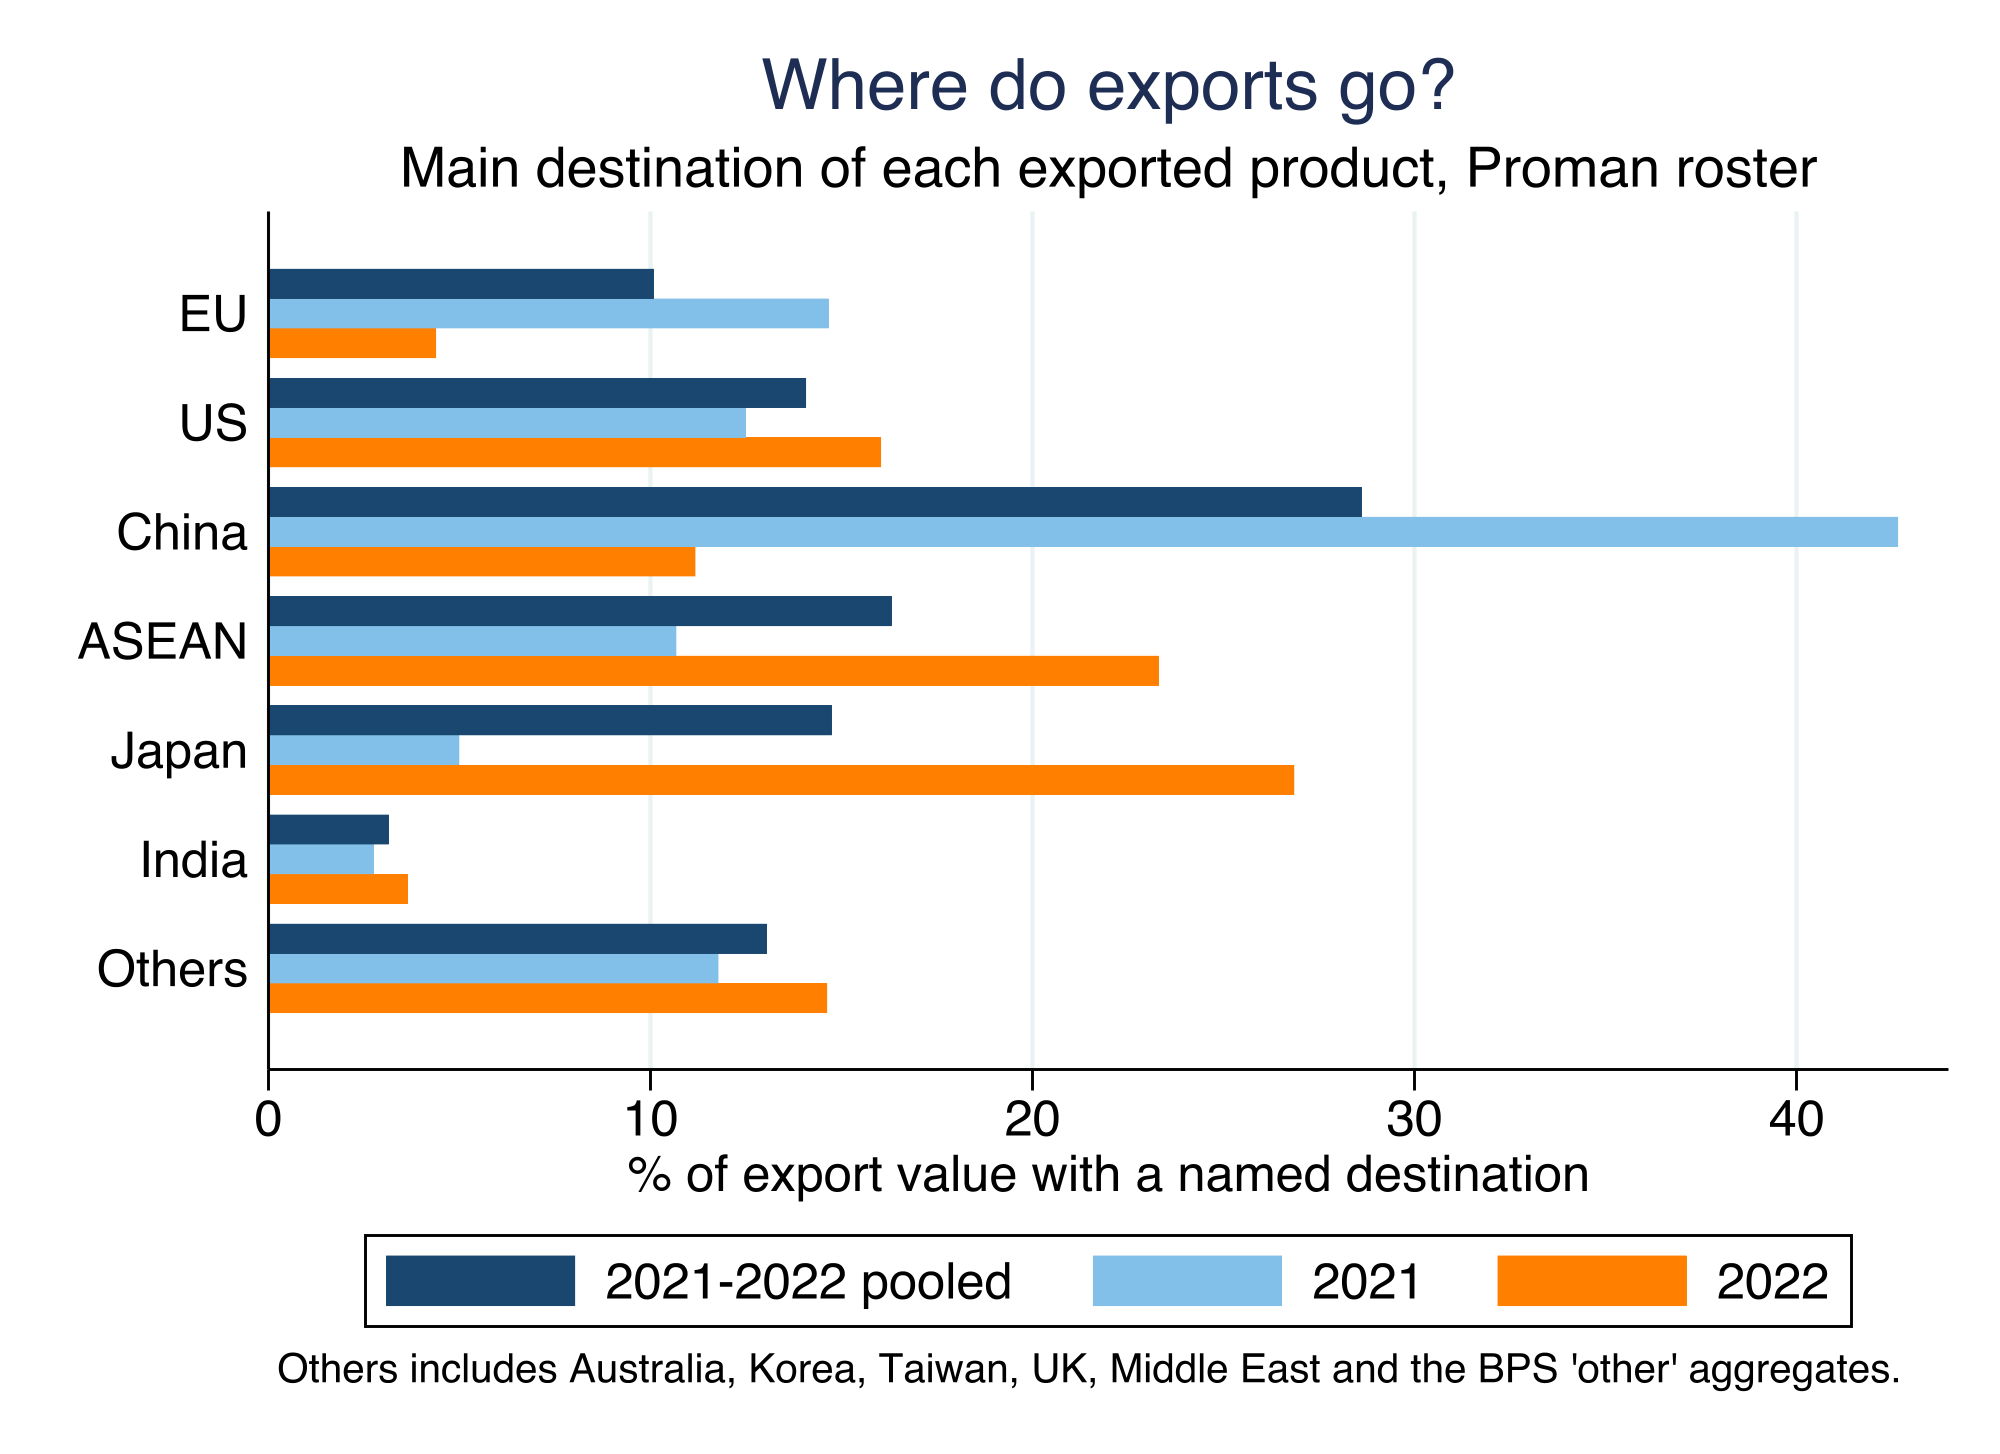 Where do exports go?
Main destination of each exported product, Proman roster
EU
US
China
ASEAN
Japan
India
Others
0 10 20 30 40
% of export value with a named destination
2021-2022 pooled 2021 2022
Others includes Australia, Korea, Taiwan, UK, Middle East and the BPS 'other' aggregates.